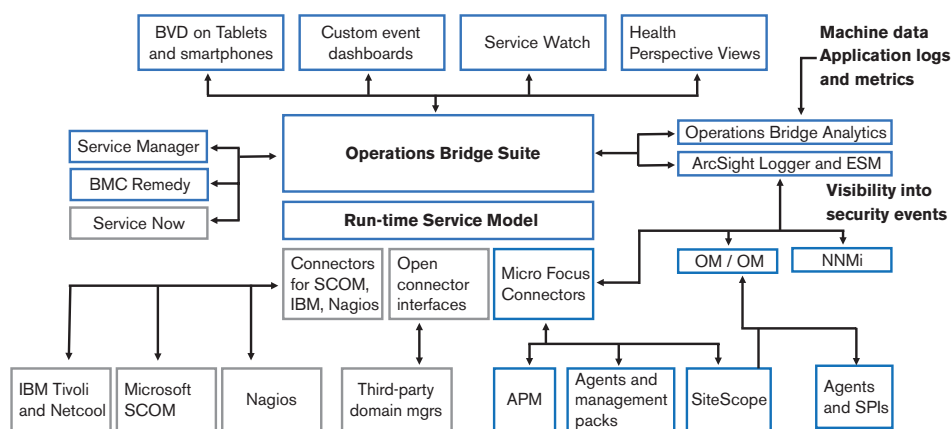 BVD on Tablets
and smartphones
Custom event
dashboards
Service Watch
Health
Perspective Views
Machine data
Application logs
and metrics
Service Manager
BMC Remedy
Service Now
Operations Bridge Suite
Operations Bridge Analytics
ArcSight Logger and ESM
Visibility into
security events
Run-time Service Model
Connectors
for SCOM,
IBM, Nagios
Open
connector
interfaces
Micro Focus
Connectors
OM / OM
NNMi
IBM Tivoli
and Netcool
Microsoft
SCOM
Nagios
Third-party
domain mgrs
APM
Agents and
management
packs
SiteScope
Agents
and SPIs